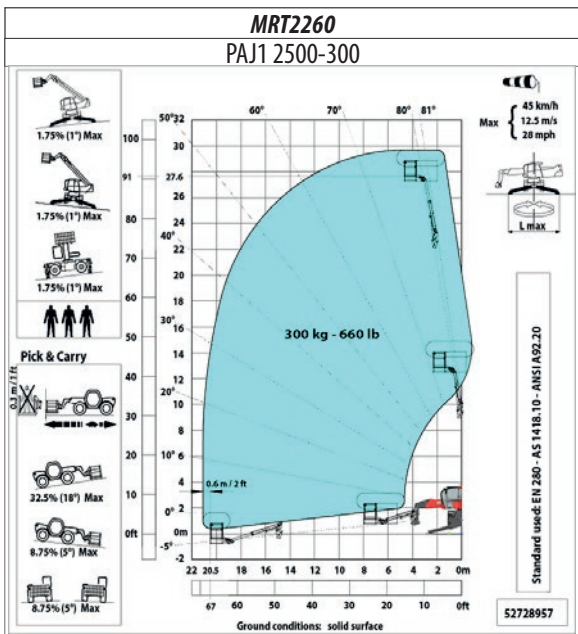 MRT2260
PAJ1 2500-300
1.75% (1°) Max
1.75% (1°) Max
1.75% (1°) Max
Pick & Carry
0.3 m / 1 ft
32.5% (18°) Max
8.75% (5°) Max
8.75% (5°) Max
50° 60° 70° 80° 81°
40°
30°
20°
10°
0°
-5°
100
91
80
70
60
50
40
30
20
10
0ft
32
30
27.6
26
24
22
20
18
16
14
12
10
8
6
4
2
0m
-2
300 kg - 660 lb
0.6 m / 2 ft
22 20.5 18 16 14 12 10 8 6 4 2 0m
67 60 50 40 30 20 10 0ft
Ground conditions: solid surface
Max
45 km/h
12.5 m/s
28 mph
L max
Standard used: EN 280 - AS 1418.10 - ANSI A92.20
52728957